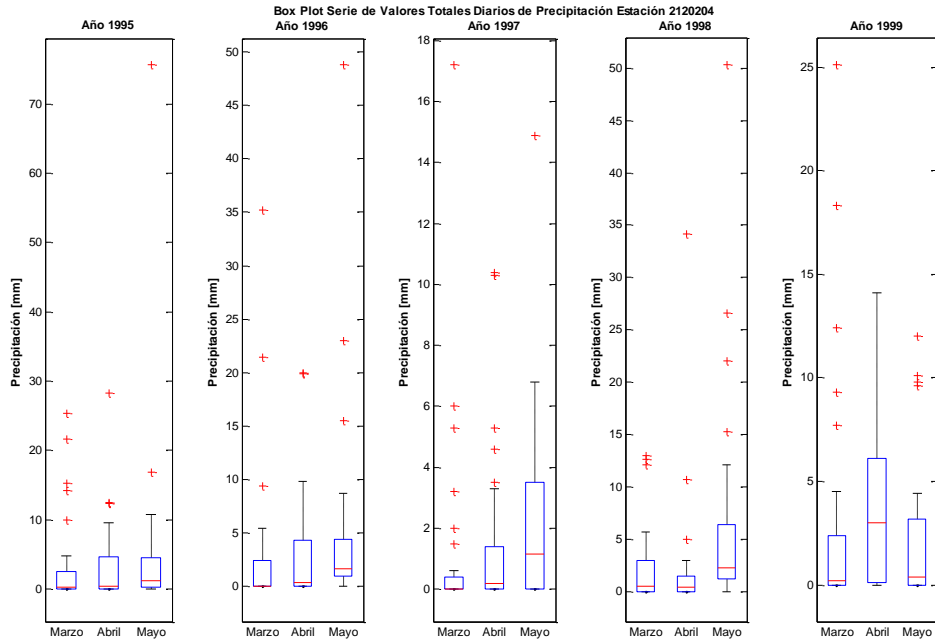 Box Plot Serie de Valores Totales Diarios de Precipitación Estación 2120204
Año 1995
Año 1996
Año 1997
Año 1998
Año 1999
Precipitación [mm]
70
60
50
40
30
20
10
0
Marzo Abril Mayo
Precipitación [mm]
50
45
40
35
30
25
20
15
10
5
0
Marzo Abril Mayo
Precipitación [mm]
18
16
14
12
10
8
6
4
2
0
Marzo Abril Mayo
Precipitación [mm]
50
45
40
35
30
25
20
15
10
5
0
Marzo Abril Mayo
Precipitación [mm]
25
20
15
10
5
0
Marzo Abril Mayo